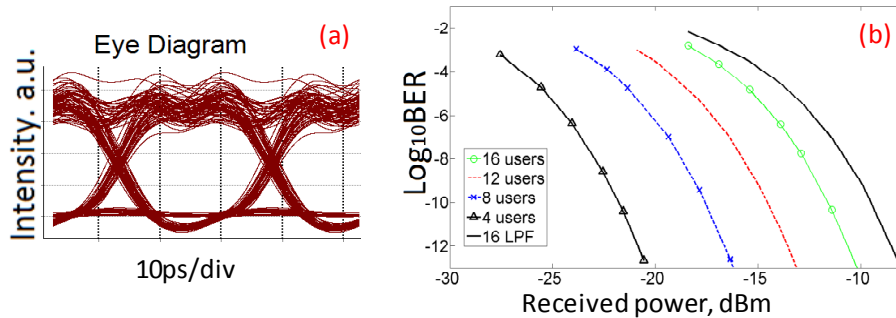 Eye Diagram
(a)
Intensity. a.u.
10ps/div
(b)
Log₁₀BER
-2
-4
-6
-8
-10
-12
16 users
12 users
8 users
4 users
16 LPF
-30
-25
-20
-15
-10
Received power, dBm